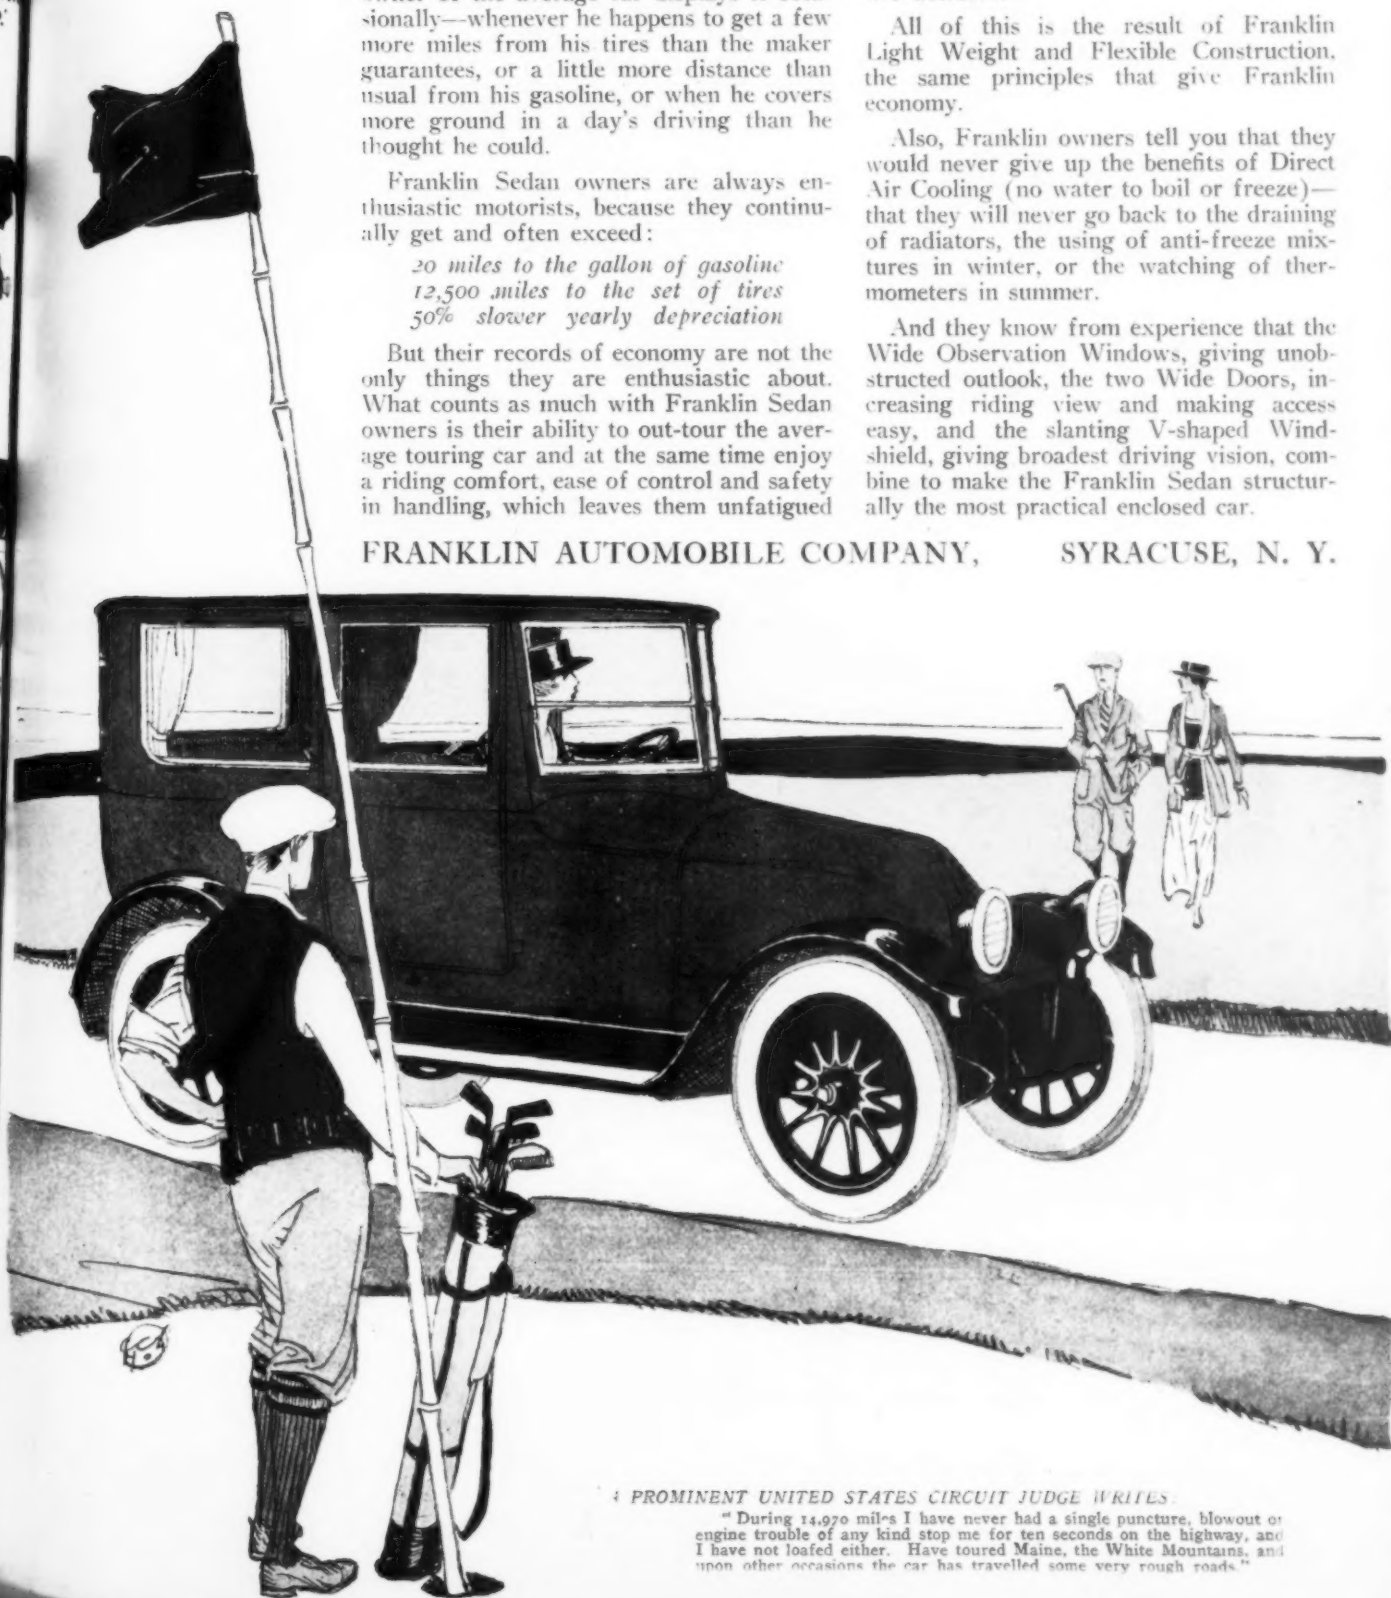 sionally—whenever he happens to get a few
more miles from his tires than the maker
guarantees, or a little more distance than
usual from his gasoline, or when he covers
more ground in a day's driving than he
thought he could.
Franklin Sedan owners are always en-
thusiastic motorists, because they continu-
ally get and often exceed:
20 miles to the gallon of gasoline
12,500 miles to the set of tires
50% slower yearly depreciation
But their records of economy are not the
only things they are enthusiastic about.
What counts as much with Franklin Sedan
owners is their ability to out-tour the aver-
age touring car and at the same time enjoy
a riding comfort, ease of control and safety
in handling, which leaves them unfatigued
All of this is the result of Franklin
Light Weight and Flexible Construction,
the same principles that give Franklin
economy.
Also, Franklin owners tell you that they
would never give up the benefits of Direct
Air Cooling (no water to boil or freeze)—
that they will never go back to the draining
of radiators, the using of anti-freeze mix-
tures in winter, or the watching of ther-
mometers in summer.
And they know from experience that the
Wide Observation Windows, giving unob-
structed outlook, the two Wide Doors, in-
creasing riding view and making access
easy, and the slanting V-shaped Wind-
shield, giving broadest driving vision, com-
bine to make the Franklin Sedan structur-
ally the most practical enclosed car.
FRANKLIN AUTOMOBILE COMPANY, SYRACUSE, N. Y.
A PROMINENT UNITED STATES CIRCUIT JUDGE WRITES:
"During 14,970 miles I have never had a single puncture, blowout or
engine trouble of any kind stop me for ten seconds on the highway, and
I have not loafed either. Have toured Maine, the White Mountains, and
upon other occasions the car has travelled some very rough roads."